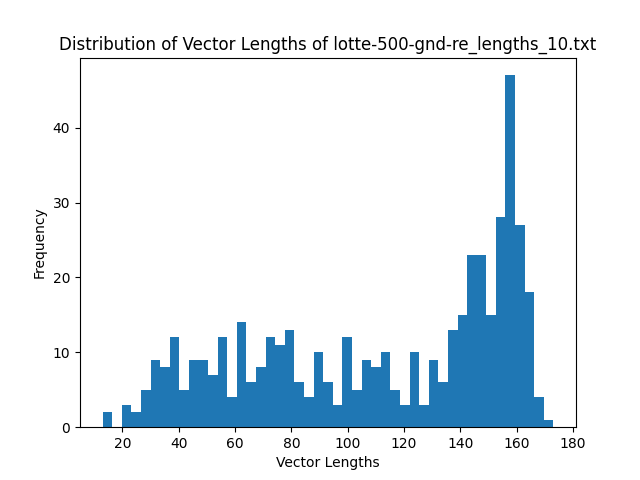 Distribution of Vector Lengths of lotte-500-gnd-re_lengths_10.txt
40
30
20
10
0
Frequency
20 40 60 80 100 120 140 160 180
Vector Lengths